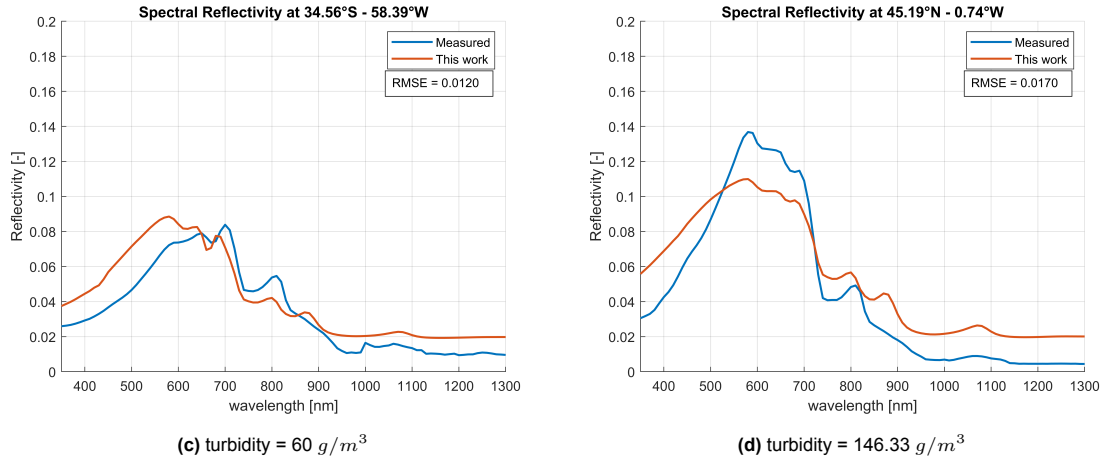 Spectral Reflectivity at 34.56°S - 58.39°W
0.2
0.18
0.16
0.14
0.12
0.1
0.08
0.06
0.04
0.02
0
Reflectivity [-]
Measured
This work
RMSE = 0.0120
400 500 600 700 800 900 1000 1100 1200 1300
wavelength [nm]
(c) turbidity = 60 g/m³
Spectral Reflectivity at 45.19°N - 0.74°W
0.2
0.18
0.16
0.14
0.12
0.1
0.08
0.06
0.04
0.02
0
Reflectivity [-]
Measured
This work
RMSE = 0.0170
400 500 600 700 800 900 1000 1100 1200 1300
wavelength [nm]
(d) turbidity = 146.33 g/m³